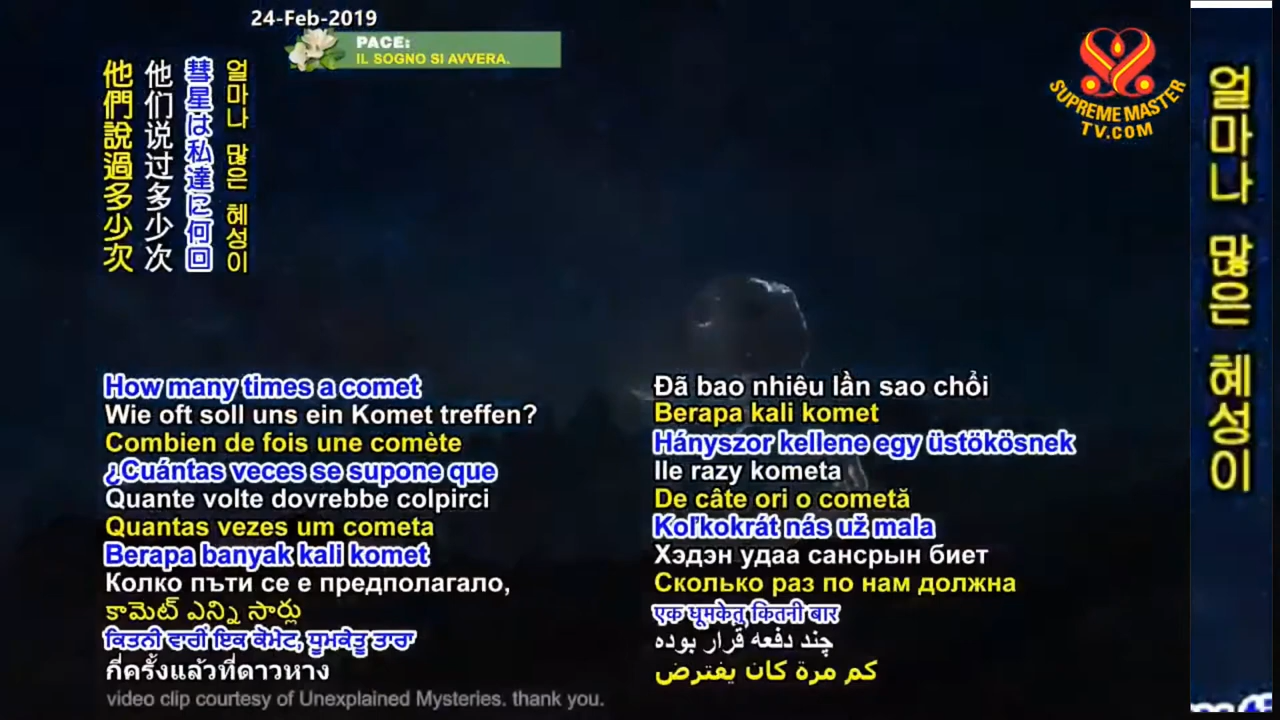 24-Feb-2019
PACE:
IL SOGNO SI AVVERA.
SUPREME MASTER
TV.COM
얼마나 많은 혜성이
彗星は私達に何回
他们说过多少次
他們說過多少次
How many times a comet
Wie oft soll uns ein Komet treffen?
Combien de fois une comète
¿Cuántas veces se supone que
Quante volte dovrebbe colpirci
Quantas vezes um cometa
Berapa banyak kali komet
Колко пъти се е предполагало,
కామెట్ ఎన్ని సార్లు
ਕਿਤਨੀ ਵਾਰੀਂ ਇਕ ਕੋਮੇਟ, ਧੂਮਕੇਤੂ ਤਾਰਾ
กี่ครั้งแล้วที่ดาวหาง
Đã bao nhiêu lần sao chổi
Berapa kali komet
Hányszor kellene egy üstökösnek
Ile razy kometa
De câte ori o cometă
Koľkokrát nás už mala
Хэдэн удаа сансрын биет
Сколько раз по нам должна
एक धूमकेतु कितनी बार
چند دفعه قرار بوده
كم مرة كان يفترض
video clip courtesy of Unexplained Mysteries. thank you.
얼마나 많은 혜성이